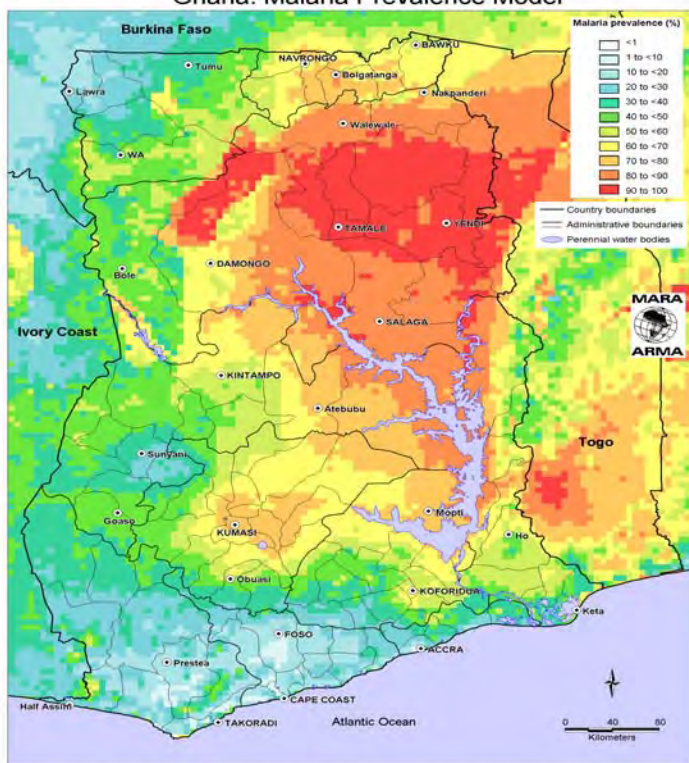 Ghana: Malaria Prevalence Model
Burkina Faso
BAWKU
NAVRONGO
Tumu
Bolgatanga
Lawra
Nakpanderi
Walewale
WA
TAMALE
YENDI
DAMONGO
Bole
Ivory Coast
SALAGA
KINTAMPO
Atebubu
Togo
Sunyani
Goaso
Mopti
KUMASI
Ho
Obuasi
KOFORIDUA
Keta
FOSO
ACCRA
Prestea
CAPE COAST
Half Assini
TAKORADI
Atlantic Ocean
Malaria prevalence (%)
<1
1 to <10
10 to <20
20 to <30
30 to <40
40 to <50
50 to <60
60 to <70
70 to <80
80 to <90
90 to 100
Country boundaries
Administrative boundaries
Perennial water bodies
MARA
ARMA
0 40 80
Kilometers